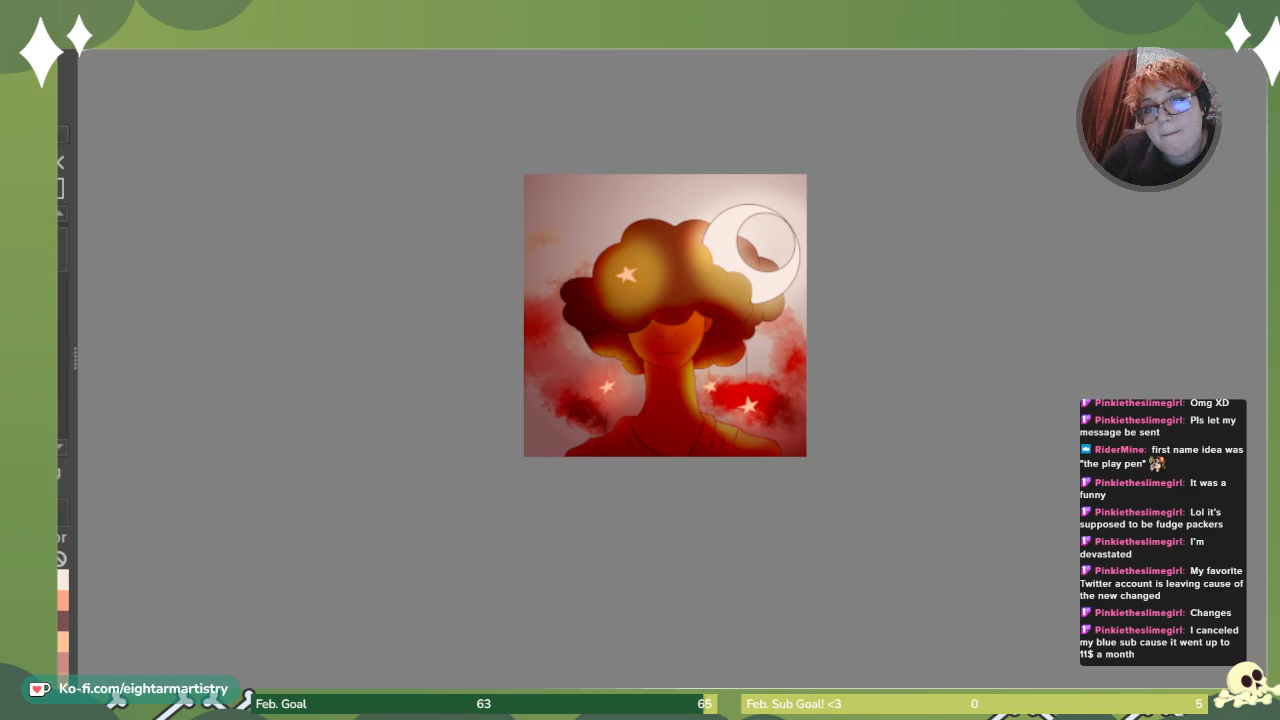 Pinkietheslimegirl: Omg XD
Pinkietheslimegirl: Pls let my
message be sent
RiderMine: first name idea was
"the play pen"
Pinkietheslimegirl: It was a
funny
Pinkietheslimegirl: Lol it's
supposed to be fudge packers
Pinkietheslimegirl: I'm
devastated
Pinkietheslimegirl: My favorite
Twitter account is leaving cause of
the new changed
Pinkietheslimegirl: Changes
Pinkietheslimegirl: I canceled
my blue sub cause it went up to
11$ a month
Ko-fi.com/eightarmartistry
Feb. Goal 63 65
Feb. Sub Goal! <3 0 5